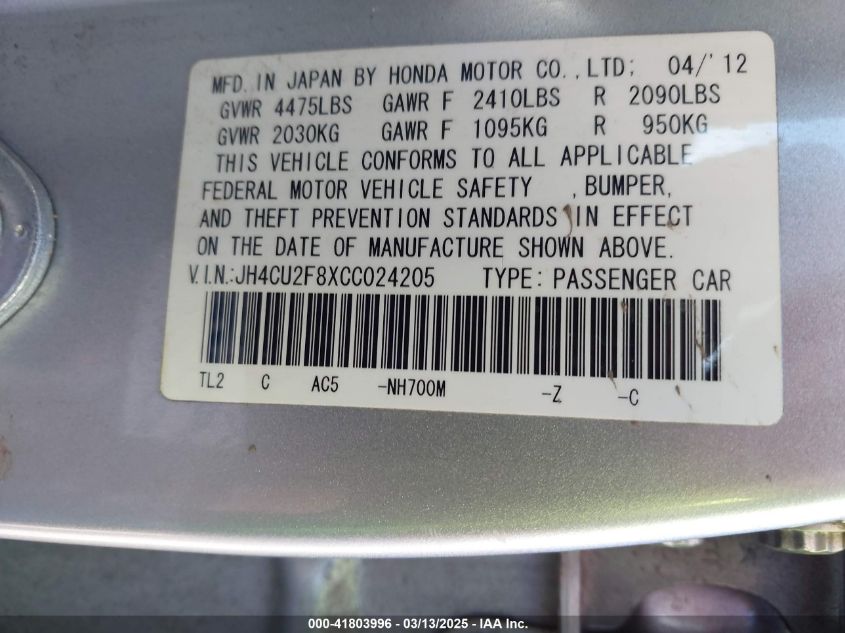 MFD. IN JAPAN BY HONDA MOTOR CO.,LTD; 04/'12
GVWR 4475LBS GAWR F 2410LBS R 2090LBS
GVWR 2030KG GAWR F 1095KG R 950KG
THIS VEHICLE CONFORMS TO ALL APPLICABLE
FEDERAL MOTOR VEHICLE SAFETY ,BUMPER,
AND THEFT PREVENTION STANDARDS IN EFFECT
ON THE DATE OF MANUFACTURE SHOWN ABOVE.
V.I.N.:JH4CU2F8XCC024205 TYPE: PASSENGER CAR
TL2 C AC5 -NH700M -Z -C
000-41803996 - 03/13/2025 - IAA Inc.